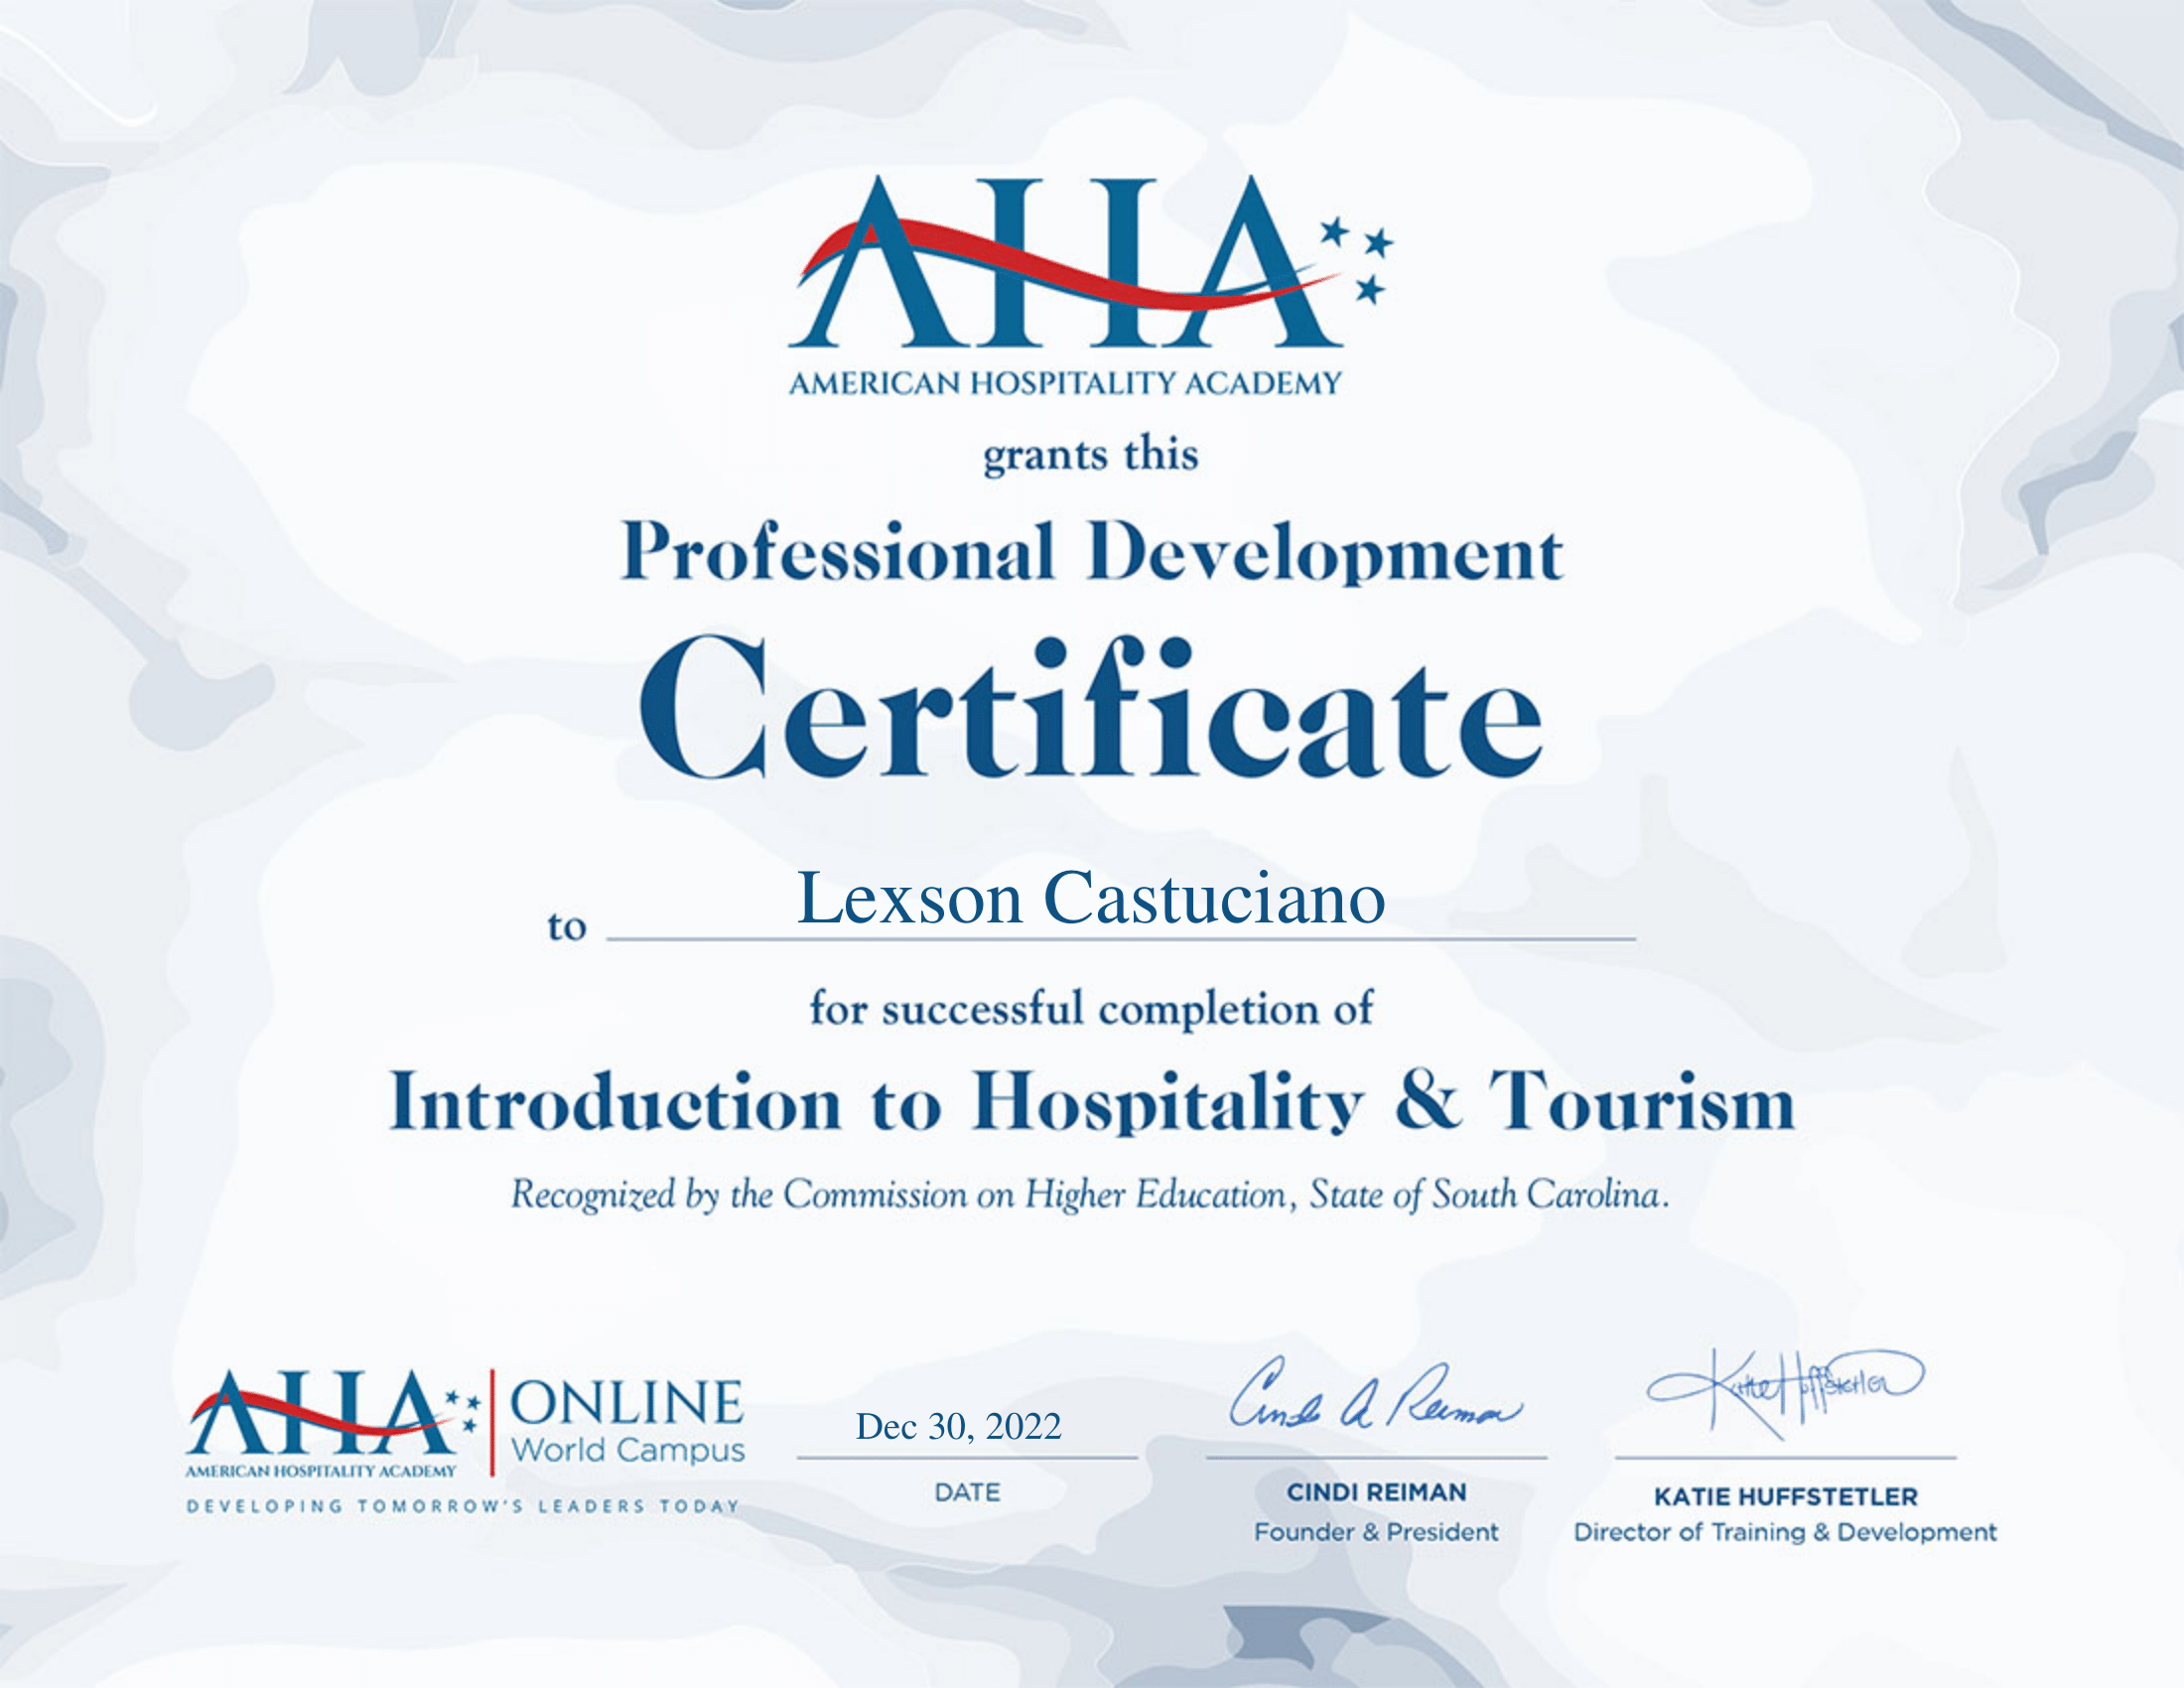 AHA
AMERICAN HOSPITALITY ACADEMY
grants this
Professional Development
Certificate
to Lexson Castuciano
for successful completion of
Introduction to Hospitality & Tourism
Recognized by the Commission on Higher Education, State of South Carolina.
AHA
AMERICAN HOSPITALITY ACADEMY
ONLINE
World Campus
DEVELOPING TOMORROW'S LEADERS TODAY
Dec 30, 2022
DATE
Cindi A Reiman
CINDI REIMAN
Founder & President
Katie Huffstetler
KATIE HUFFSTETLER
Director of Training & Development